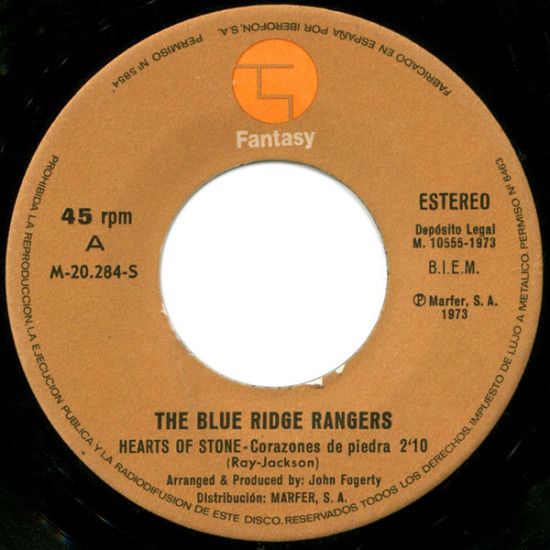 FABRICADO EN ESPAÑA POR IBEROFON, S.A. PERMISO Nº 5854
Fantasy
45 rpm
A
M-20.284-S
ESTEREO
Depósito Legal
M. 10555-1973
B.I.E.M.
Ⓟ Marfer, S. A.
1973
THE BLUE RIDGE RANGERS
HEARTS OF STONE-Corazones de piedra 2'10
(Ray-Jackson)
Arranged & Produced by: John Fogerty
Distribución: MARFER, S. A.
PROHIBIDA LA REPRODUCCION, LA EJECUCION PUBLICA Y LA RADIODIFUSION DE ESTE DISCO. RESERVADOS TODOS LOS DERECHOS. IMPUESTO DE LUJO A METALICO. PERMISO Nº 6463